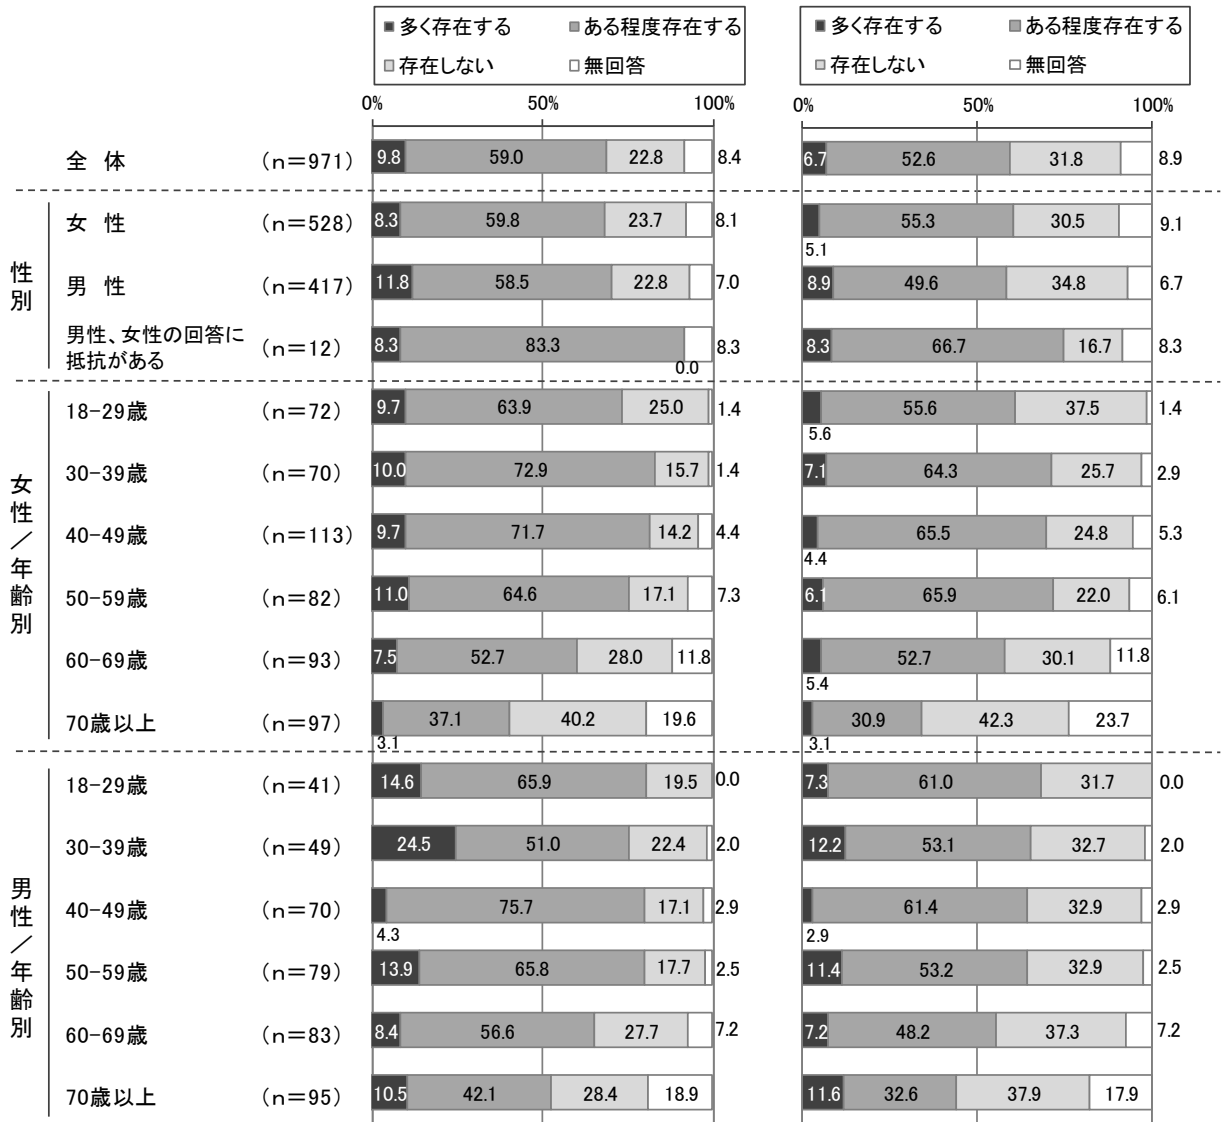 ■多く存在する ■ある程度存在する
□存在しない □無回答
■多く存在する ■ある程度存在する
□存在しない □無回答
0% 50% 100% 0% 50% 100%
全 体 (n=971) 9.8 59.0 22.8 8.4 6.7 52.6 31.8 8.9
性別
女 性 (n=528) 8.3 59.8 23.7 8.1 5.1 55.3 30.5 9.1
男 性 (n=417) 11.8 58.5 22.8 7.0 8.9 49.6 34.8 6.7
男性、女性の回答に
抵抗がある (n=12) 8.3 83.3 0.0 8.3 8.3 66.7 16.7 8.3
女性/年齢別
18-29歳 (n=72) 9.7 63.9 25.0 1.4 5.6 55.6 37.5 1.4
30-39歳 (n=70) 10.0 72.9 15.7 1.4 7.1 64.3 25.7 2.9
40-49歳 (n=113) 9.7 71.7 14.2 4.4 4.4 65.5 24.8 5.3
50-59歳 (n=82) 11.0 64.6 17.1 7.3 6.1 65.9 22.0 6.1
60-69歳 (n=93) 7.5 52.7 28.0 11.8 5.4 52.7 30.1 11.8
70歳以上 (n=97) 3.1 37.1 40.2 19.6 3.1 30.9 42.3 23.7
男性/年齢別
18-29歳 (n=41) 14.6 65.9 19.5 0.0 7.3 61.0 31.7 0.0
30-39歳 (n=49) 24.5 51.0 22.4 2.0 12.2 53.1 32.7 2.0
40-49歳 (n=70) 4.3 75.7 17.1 2.9 2.9 61.4 32.9 2.9
50-59歳 (n=79) 13.9 65.8 17.7 2.5 11.4 53.2 32.9 2.5
60-69歳 (n=83) 8.4 56.6 27.7 7.2 7.2 48.2 37.3 7.2
70歳以上 (n=95) 10.5 42.1 28.4 18.9 11.6 32.6 37.9 17.9